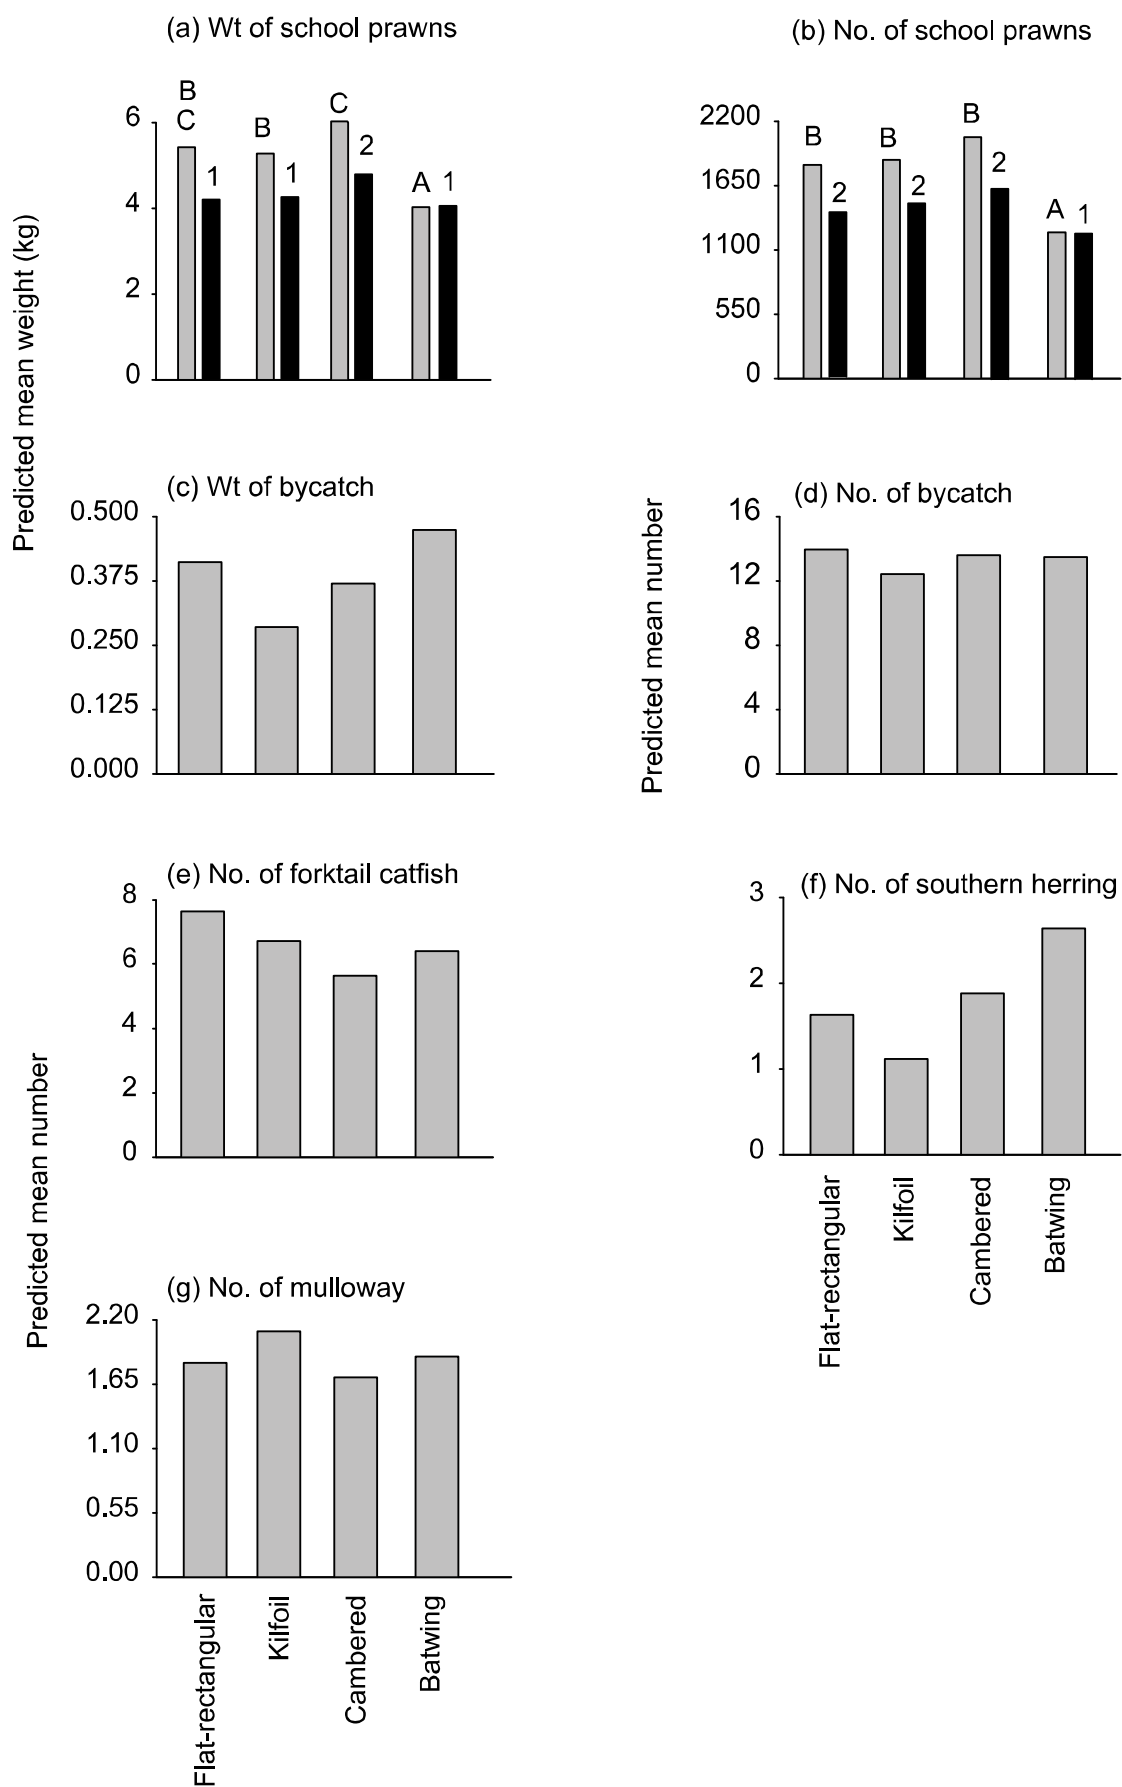 (a) Wt of school prawns
Predicted mean weight (kg)
6
4
2
0
B
C
1
B
1
C
2
A
1
(b) No. of school prawns
2200
1650
1100
550
0
B
2
B
2
B
2
A
1
(c) Wt of bycatch
0.500
0.375
0.250
0.125
0.000
(d) No. of bycatch
Predicted mean number
16
12
8
4
0
(e) No. of forktail catfish
Predicted mean number
8
6
4
2
0
(f) No. of southern herring
3
2
1
0
Flat-rectangular
Kilfoil
Cambered
Batwing
(g) No. of mulloway
2.20
1.65
1.10
0.55
0.00
Flat-rectangular
Kilfoil
Cambered
Batwing